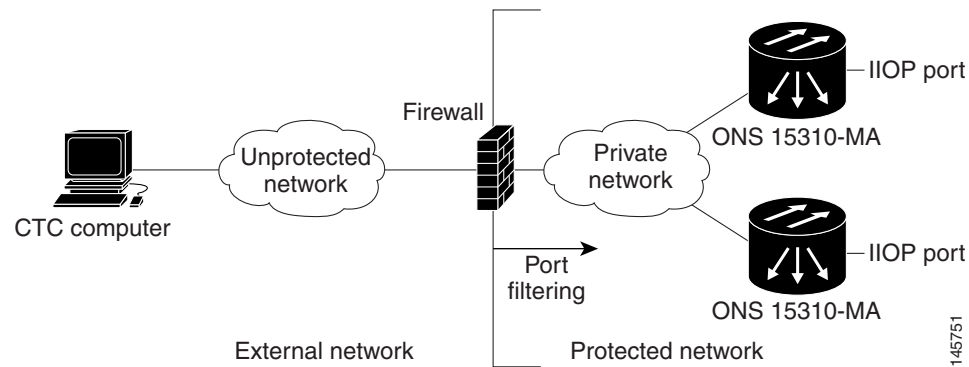 Firewall
Unprotected
network
Private
network
CTC computer
IIOP port
ONS 15310-MA
IIOP port
ONS 15310-MA
Port
filtering
External network
Protected network
145751